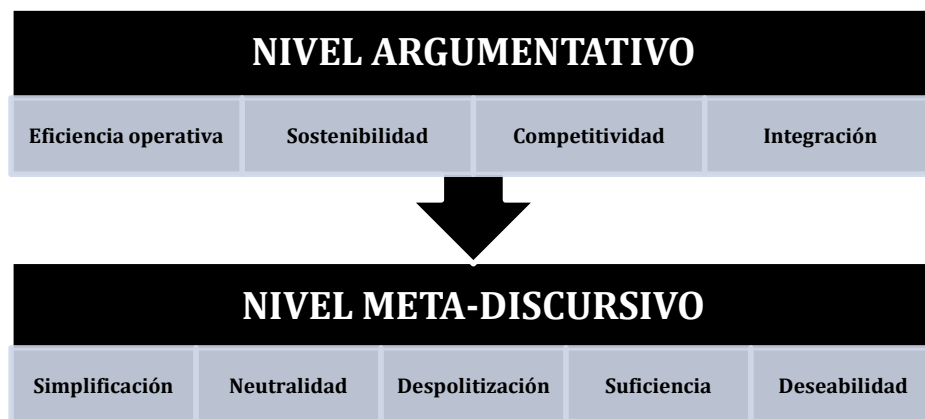 NIVEL ARGUMENTATIVO
Eficiencia operativa
Sostenibilidad
Competitividad
Integración
NIVEL META-DISCURSIVO
Simplificación
Neutralidad
Despolitización
Suficiencia
Deseabilidad